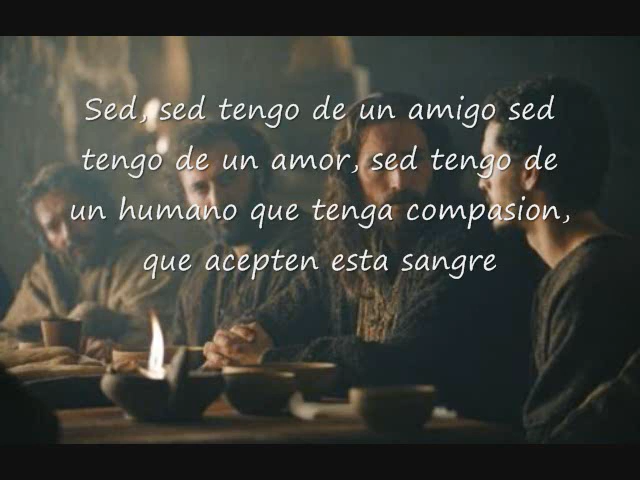 Sed, sed tengo de un amigo sed
tengo de un amor, sed tengo de
un humano que tenga compasion,
que acepten esta sangre